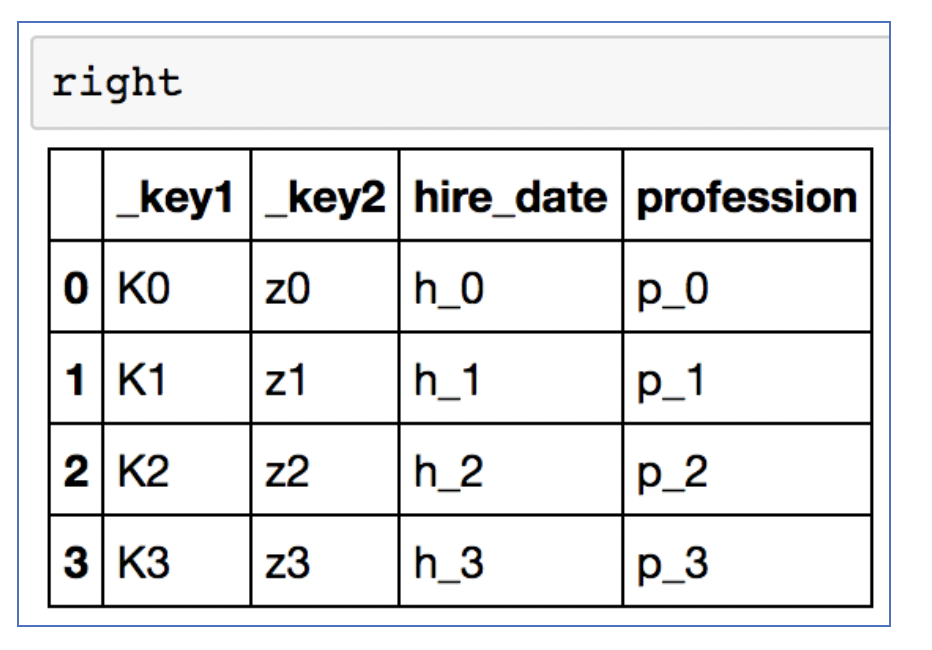 right
_key1 _key2 hire_date profession
0 K0 z0 h_0 p_0
1 K1 z1 h_1 p_1
2 K2 z2 h_2 p_2
3 K3 z3 h_3 p_3